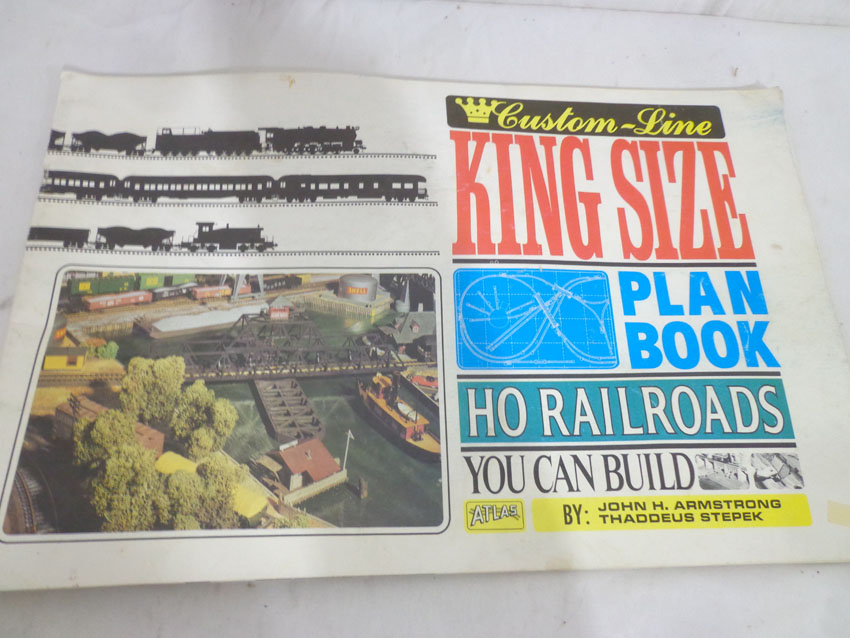 Custom-Line
KING SIZE
PLAN
BOOK
HO RAILROADS
YOU CAN BUILD
ATLAS
BY: JOHN H. ARMSTRONG
THADDEUS STEPEK